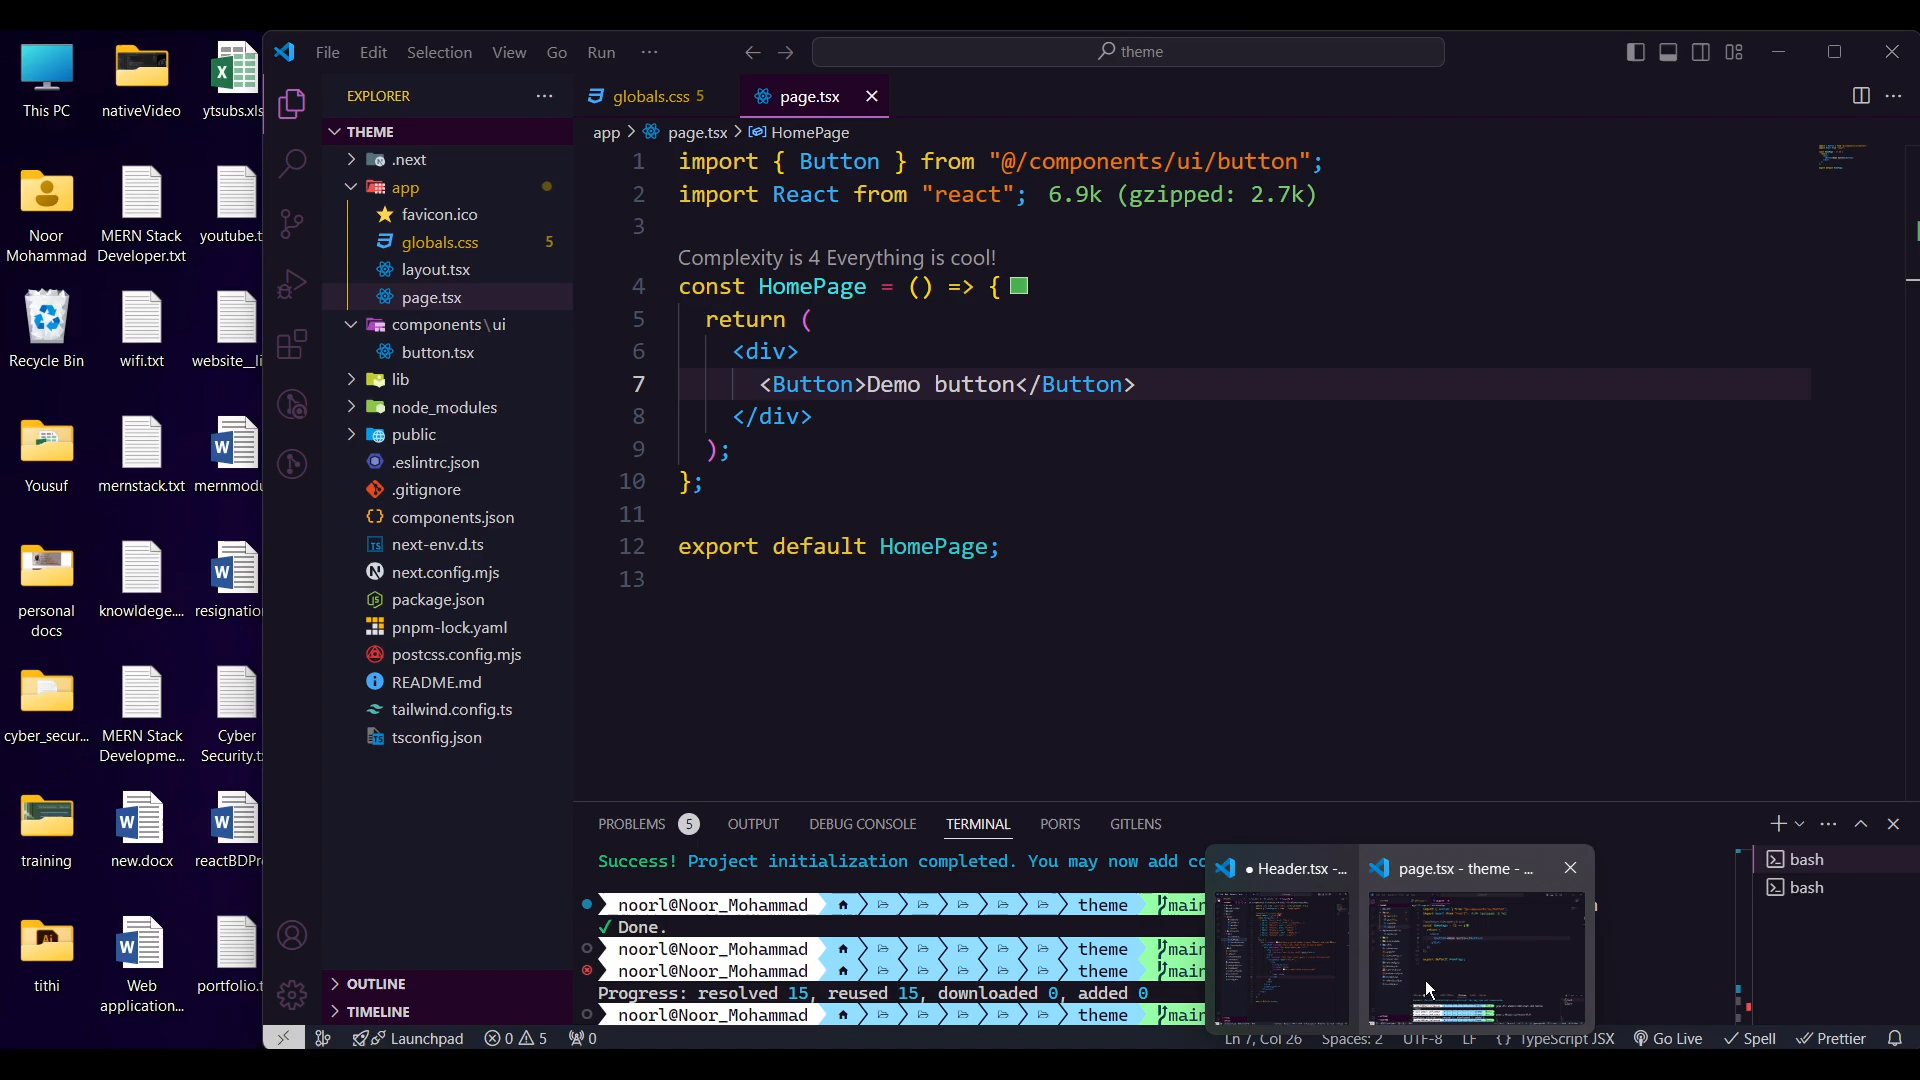 This PC
nativeVideo
ytsubs.xls
Noor
Mohammad
MERN Stack
Developer.txt
youtube.t
Recycle Bin
wifi.txt
website__li
Yousuf
mernstack.txt
mernmodu
personal
docs
knowldege....
resignatio
cyber_secur...
MERN Stack
Developme...
Cyber
Security.t
training
new.docx
reactBDPr
tithi
Web
application...
portfolio.t
File Edit Selection View Go Run ···
theme
EXPLORER
THEME
.next
app
favicon.ico
globals.css 5
layout.tsx
page.tsx
components\ui
button.tsx
lib
node_modules
public
.eslintrc.json
.gitignore
components.json
next-env.d.ts
next.config.mjs
package.json
pnpm-lock.yaml
postcss.config.mjs
README.md
tailwind.config.ts
tsconfig.json
OUTLINE
TIMELINE
globals.css 5
page.tsx
app > page.tsx > HomePage
1 import { Button } from "@/components/ui/button";
2 import React from "react"; 6.9k (gzipped: 2.7k)
3
Complexity is 4 Everything is cool!
4 const HomePage = () => {
5 return (
6 <div>
7 <Button>Demo button</Button>
8 </div>
9 );
10 };
11
12 export default HomePage;
13
PROBLEMS 5 OUTPUT DEBUG CONSOLE TERMINAL PORTS GITLENS
Success! Project initialization completed. You may now add co
noorl@Noor_Mohammad theme main
✓ Done.
noorl@Noor_Mohammad theme main
noorl@Noor_Mohammad theme main
Progress: resolved 15, reused 15, downloaded 0, added 0
noorl@Noor_Mohammad theme main
bash
bash
● Header.tsx -...
page.tsx - theme - ...
Launchpad 0 5 0
Ln 7, Col 26 Spaces: 2 UTF-8 LF {} TypeScript JSX Go Live Spell Prettier